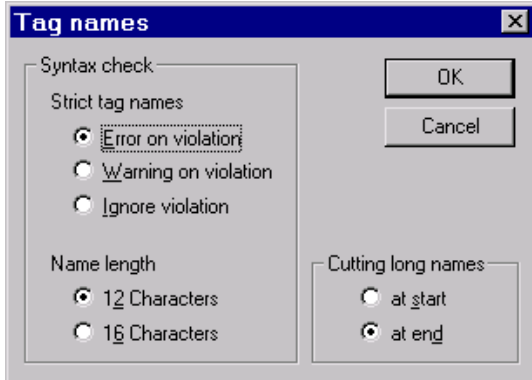 Tag names
Syntax check
Strict tag names
Error on violation
Warning on violation
Ignore violation
Name length
12 Characters
16 Characters
OK
Cancel
Cutting long names
at start
at end